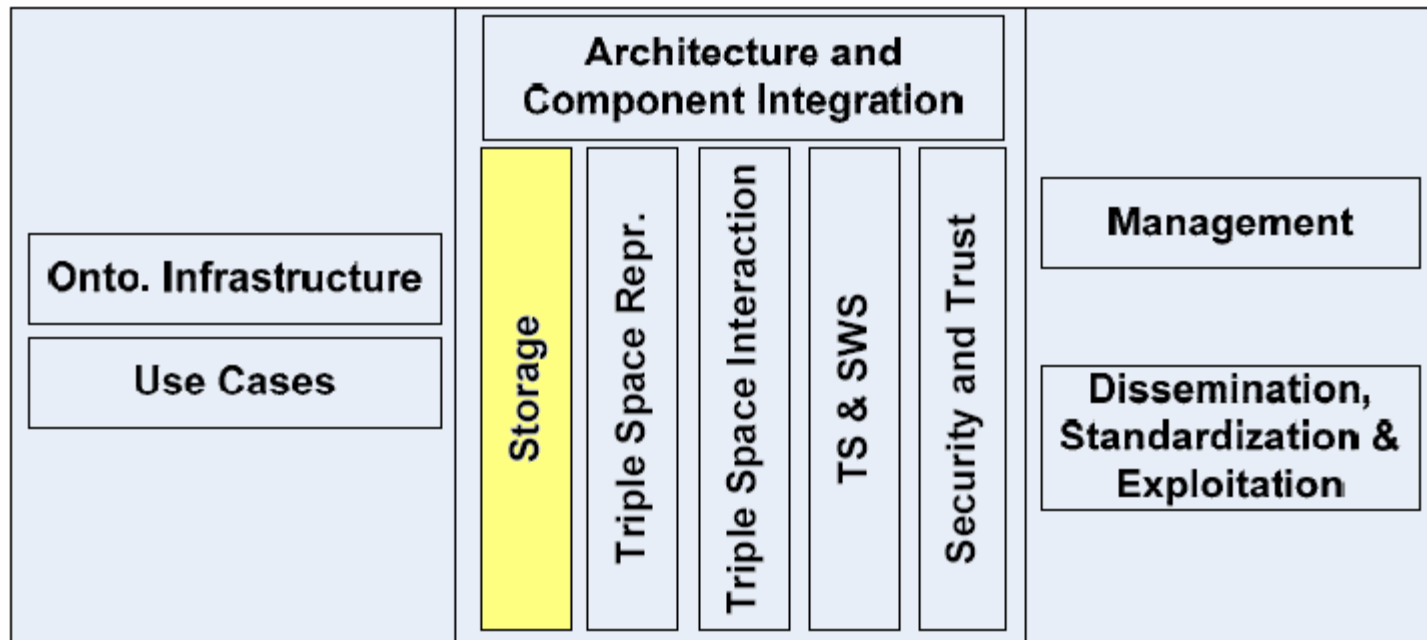 Onto. Infrastructure
Use Cases
Architecture and
Component Integration
Storage
Triple Space Repr.
Triple Space Interaction
TS & SWS
Security and Trust
Management
Dissemination,
Standardization &
Exploitation